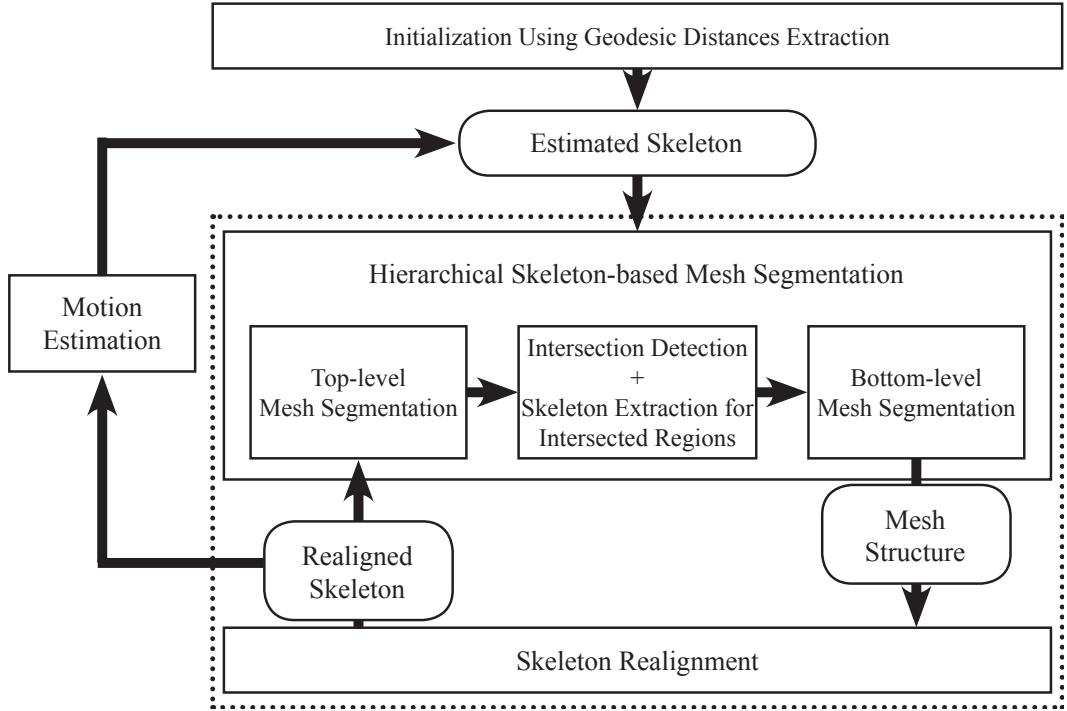 Initialization Using Geodesic Distances Extraction
Estimated Skeleton
Hierarchical Skeleton-based Mesh Segmentation
Motion
Estimation
Top-level
Mesh Segmentation
Intersection Detection
+
Skeleton Extraction for
Intersected Regions
Bottom-level
Mesh Segmentation
Realigned
Skeleton
Mesh
Structure
Skeleton Realignment